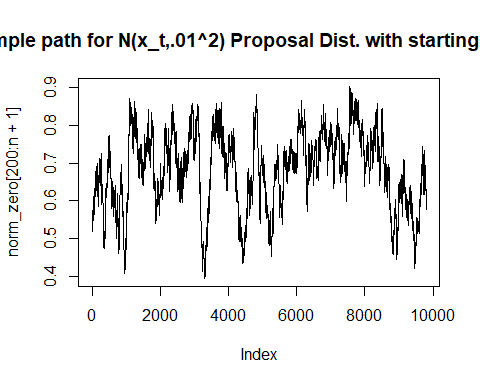 mple path for N(x_t,.01^2) Proposal Dist. with starting
norm_zero[200:n + 1]
0.9
0.8
0.7
0.6
0.5
0.4
0 2000 4000 6000 8000 10000
Index